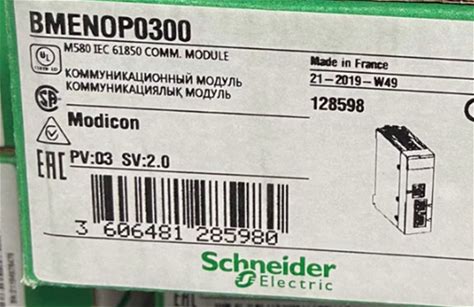 BMENOP0300
M580 IEC 61850 COMM. MODULE
КОММУНИКАЦИОННЫЙ МОДУЛЬ
КОММУНИКАЦИЯЛЫҚ МОДУЛЬ
Modicon
EAC
PV:03 SV:2.0
3 606481 285980
Made in France
21-2019-W49
128598
Schneider
Electric